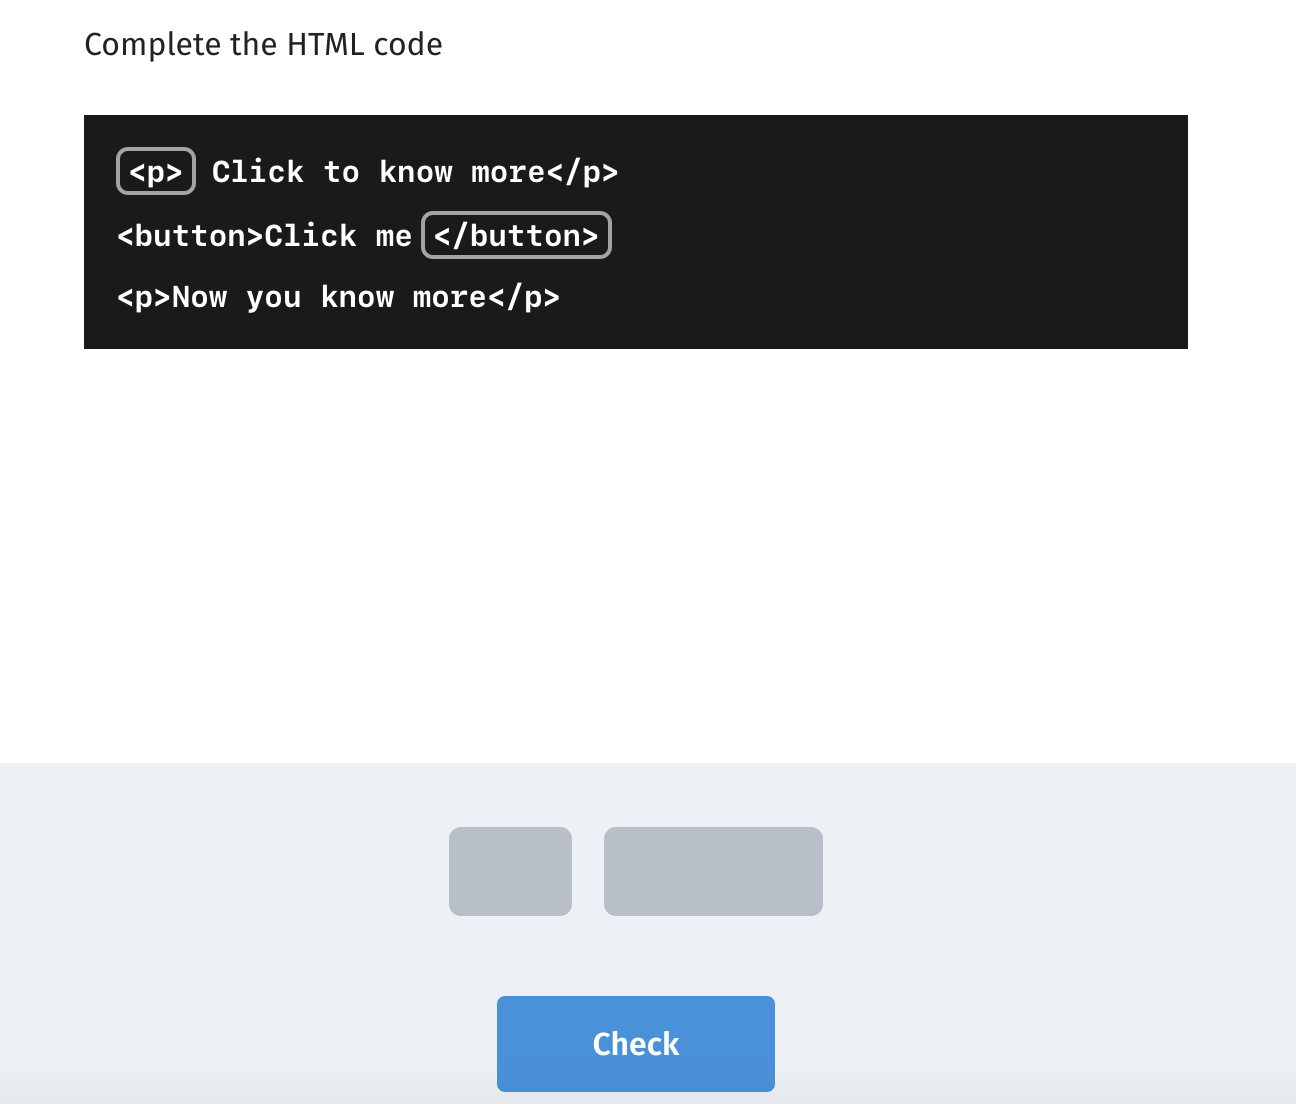 Complete the HTML code
<p> Click to know more</p>
<button>Click me </button>
<p>Now you know more</p>
Check